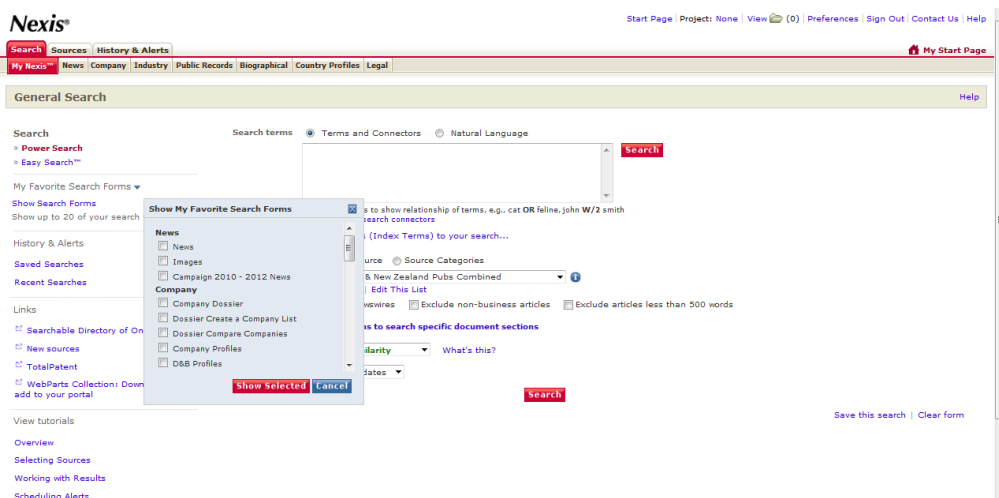 Nexis®
Start Page | Project: None | View (0) | Preferences | Sign Out | Contact Us | Help
Search Sources History & Alerts
My Start Page
My Nexis™ News Company Industry Public Records Biographical Country Profiles Legal
General Search
Help
Search
» Power Search
» Easy Search™
My Favorite Search Forms
Show Search Forms
Show up to 20 of your search
History & Alerts
Saved Searches
Recent Searches
Links
Searchable Directory of On
New sources
TotalPatent
WebParts Collection: Down
add to your portal
View tutorials
Overview
Selecting Sources
Working with Results
Scheduling Alerts
Search terms Terms and Connectors Natural Language
Search
s to show relationship of terms, e.g., cat OR feline, john W/2 smith
search connectors
(Index Terms) to your search...
Source Categories
& New Zealand Pubs Combined
| Edit This List
Exclude non-business articles Exclude articles less than 500 words
to search specific document sections
What's this?
Search
Save this search | Clear form
Show My Favorite Search Forms
News
News
Images
Campaign 2010 - 2012 News
Company
Company Dossier
Dossier Create a Company List
Dossier Compare Companies
Company Profiles
D&B Profiles
Show Selected Cancel